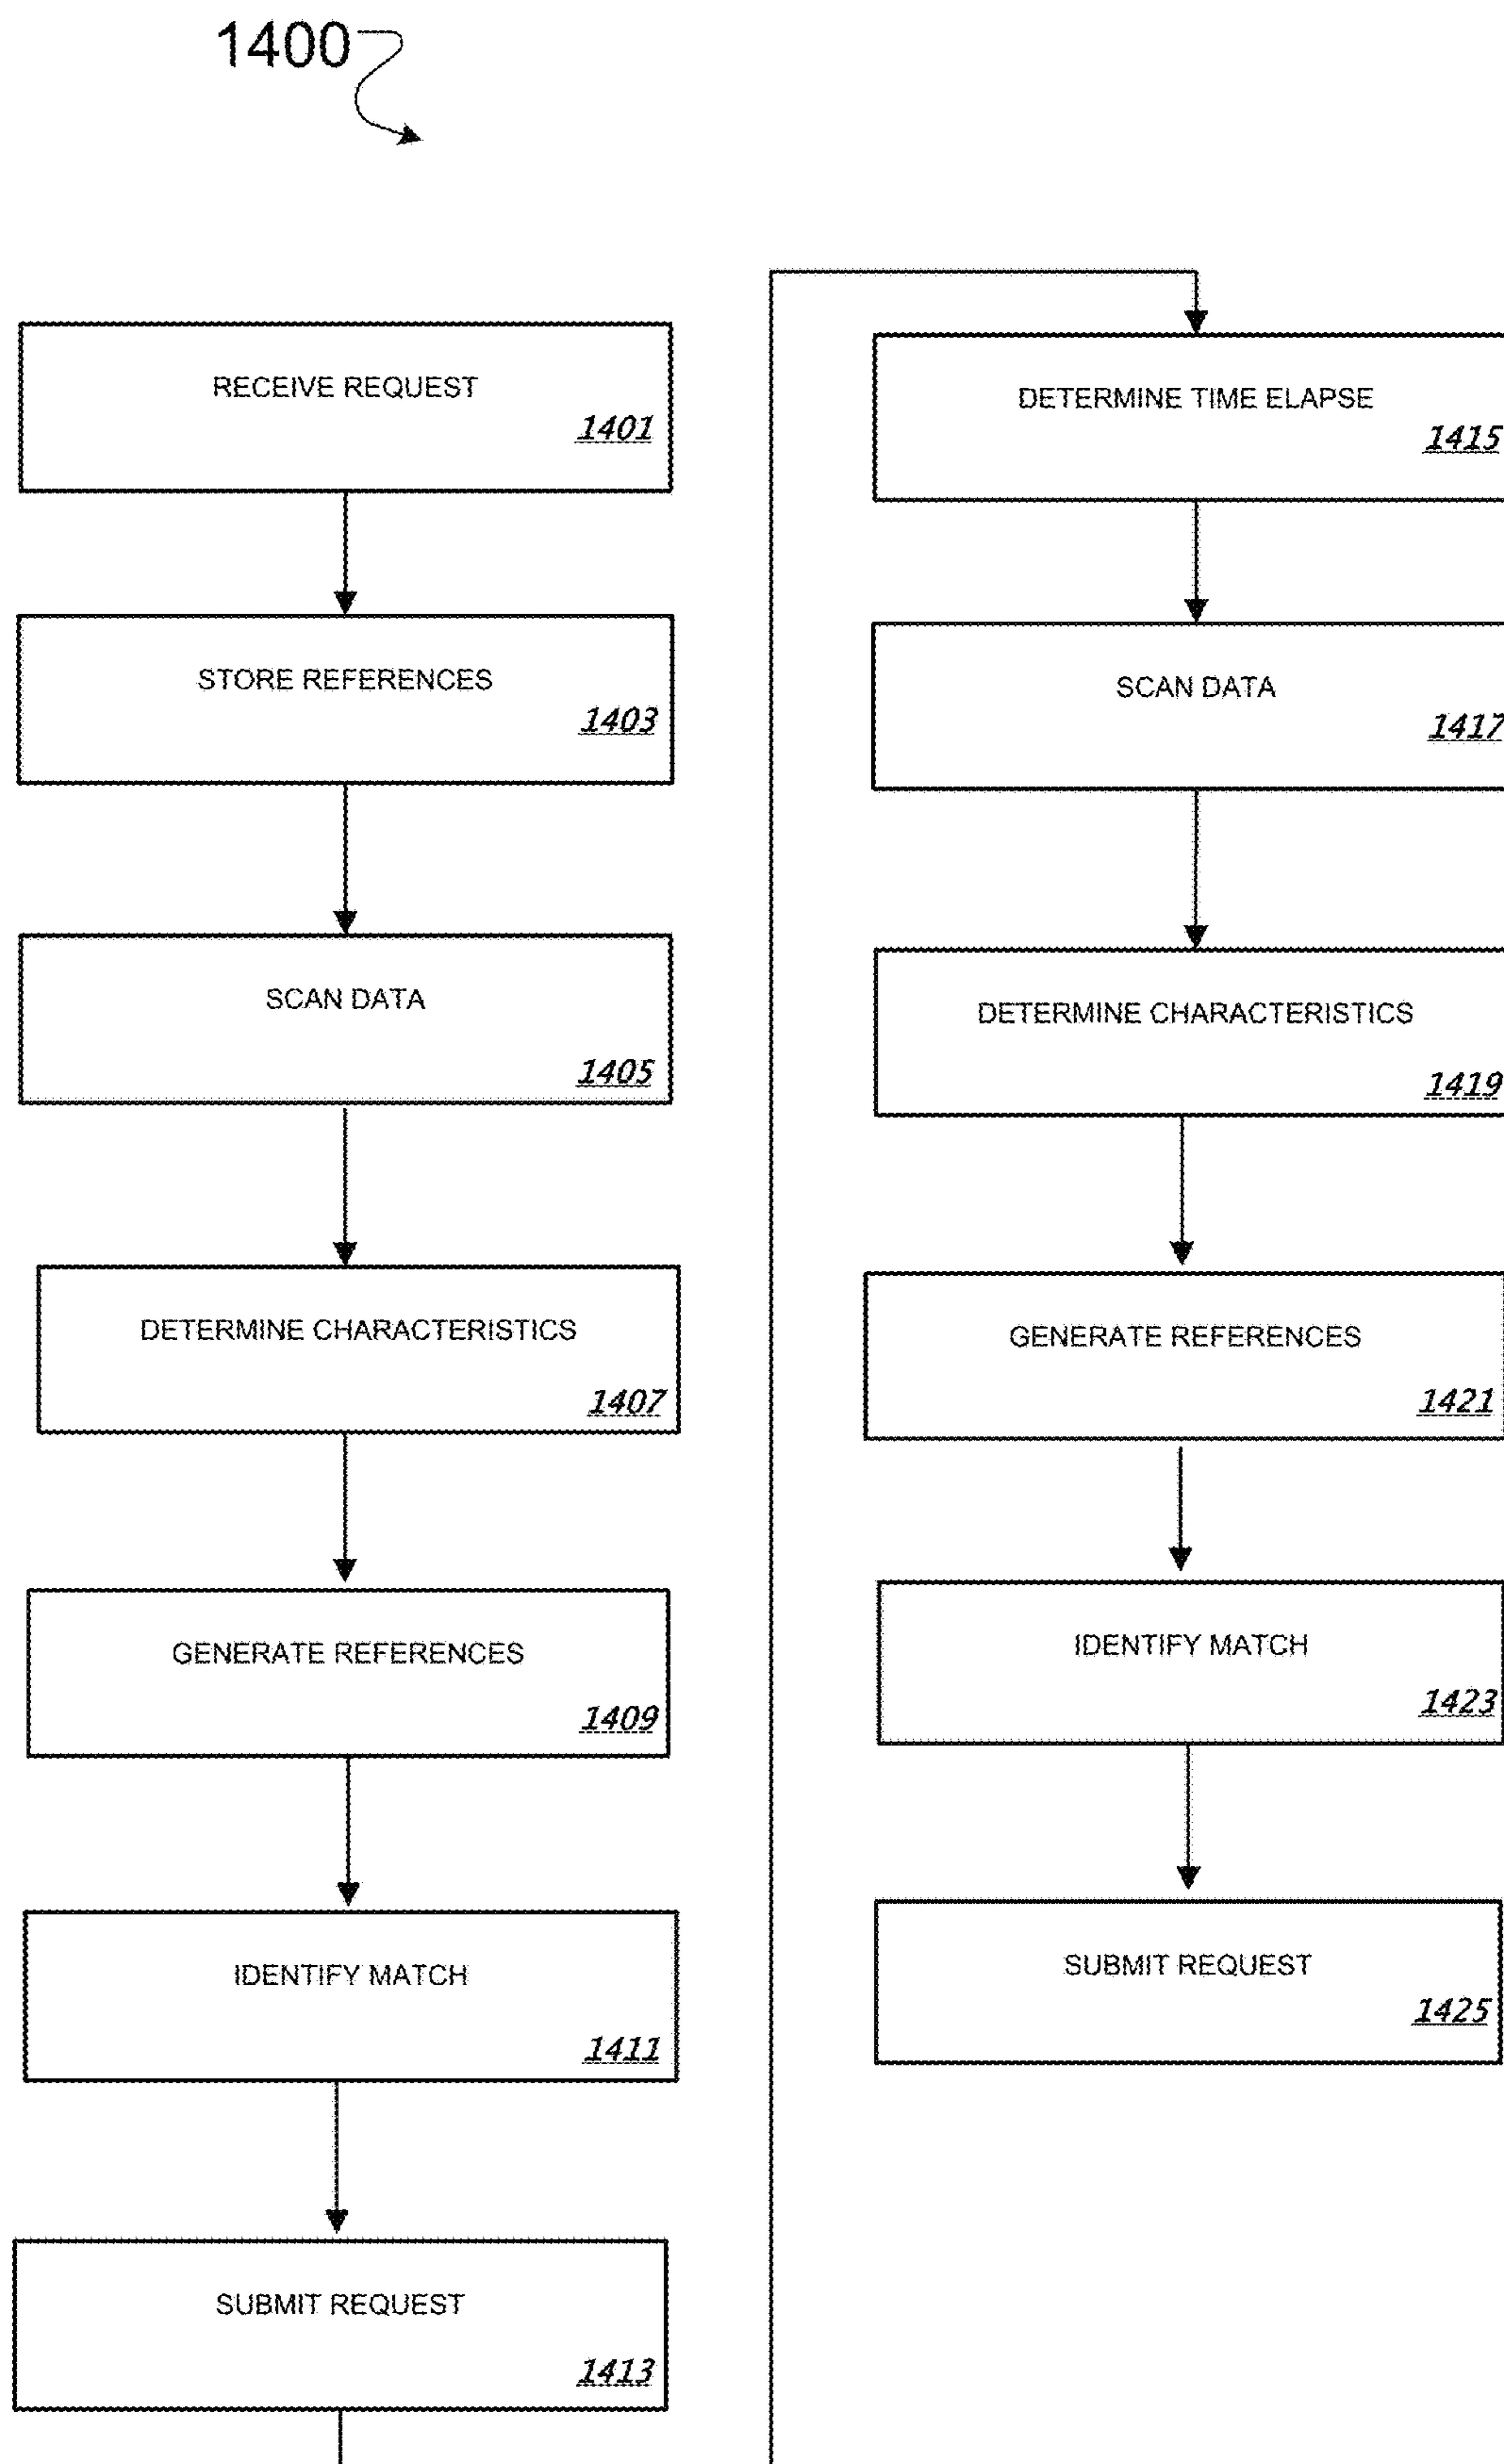 1400
RECEIVE REQUEST
1401
STORE REFERENCES
1403
SCAN DATA
1405
DETERMINE CHARACTERISTICS
1407
GENERATE REFERENCES
1409
IDENTIFY MATCH
1411
SUBMIT REQUEST
1413
DETERMINE TIME ELAPSE
1415
SCAN DATA
1417
DETERMINE CHARACTERISTICS
1419
GENERATE REFERENCES
1421
IDENTIFY MATCH
1423
SUBMIT REQUEST
1425